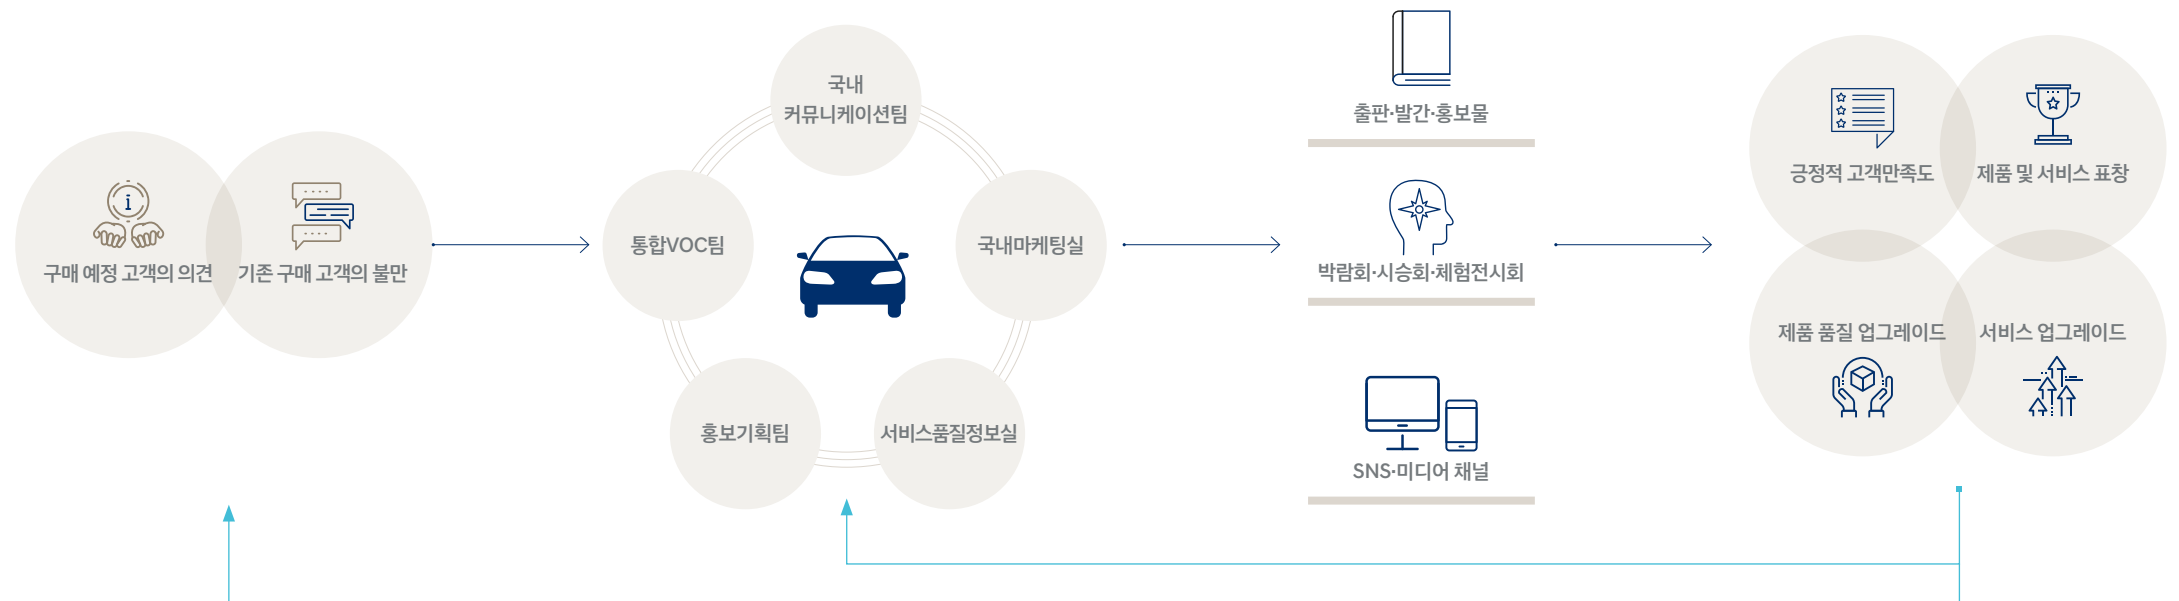 구매 예정 고객의 의견
기존 구매 고객의 불만
국내
커뮤니케이션팀
통합VOC팀
국내마케팅실
홍보기획팀
서비스품질정보실
출판·발간·홍보물
박람회·시승회·체험전시회
SNS·미디어 채널
긍정적 고객만족도
제품 및 서비스 표창
제품 품질 업그레이드
서비스 업그레이드